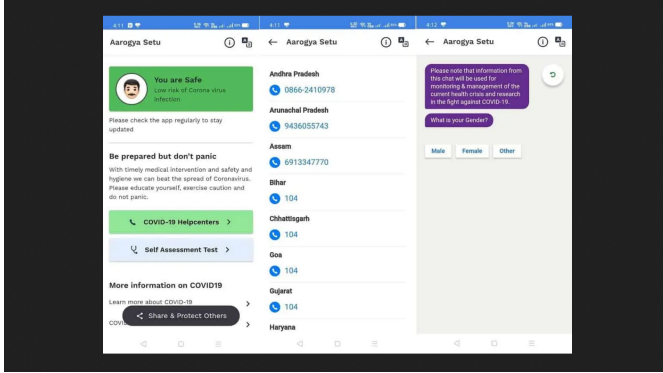 4:11
Aarogya Setu
You are Safe
Low risk of Corona virus
infection
Please check the app regularly to stay
updated
Be prepared but don't panic
With timely medical intervention and safety and
hygiene we can beat the spread of Coronavirus.
Please educate yourself, exercise caution and
do not panic.
COVID-19 Helpcenters
Self Assessment Test
More information on COVID19
Learn more about COVID-19
Share & Protect Others
4:11
Aarogya Setu
Andhra Pradesh
0866-2410978
Arunachal Pradesh
9436055743
Assam
6913347770
Bihar
104
Chhattisgarh
104
Goa
104
Gujarat
104
Haryana
4:12
Aarogya Setu
Please note that information from
this chat will be used for
monitoring & management of the
current health crisis and research
in the fight against COVID-19.
What is your Gender?
Male Female Other